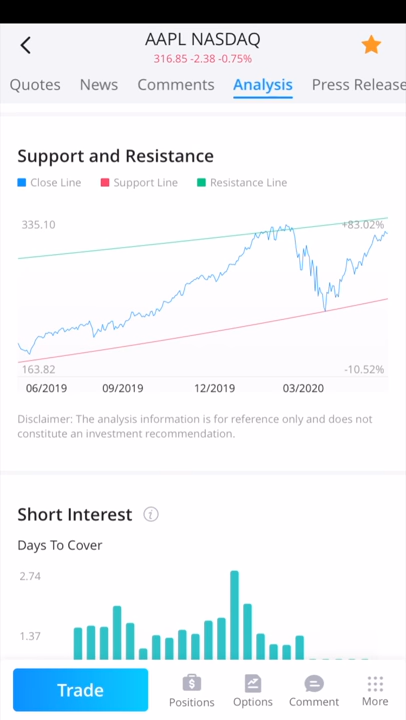 AAPL NASDAQ
316.85 -2.38 -0.75%
Quotes News Comments Analysis Press Release
Support and Resistance
Close Line Support Line Resistance Line
335.10 +83.02%
163.82 -10.52%
06/2019 09/2019 12/2019 03/2020
Disclaimer: The analysis information is for reference only and does not
constitute an investment recommendation.
Short Interest i
Days To Cover
2.74
1.37
Trade Positions Options Comment More